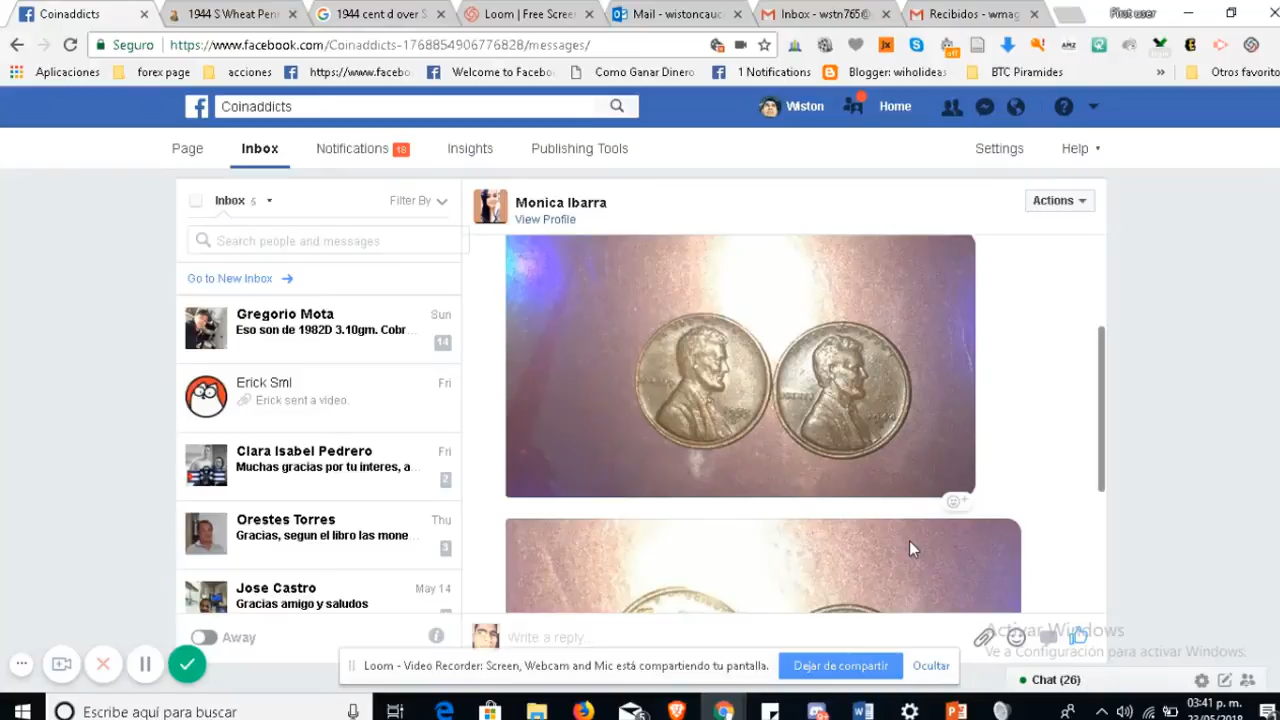 Coinaddicts
1944 S Wheat Pen
1944 cent d over
Loom | Free Scree
Mail - wistoncauc
Inbox - wstn765@
Recibidos - wmag
Seguro
https://www.facebook.com/Coinaddicts-1768854906776828/messages/
Aplicaciones
forex page
acciones
https://www.facebo
Welcome to Facebo
Como Ganar Dinero
1 Notifications
Blogger: wiholideas
BTC Piramides
»
Otros favorito
Coinaddicts
Wiston
Home
Page
Inbox
Notifications 18
Insights
Publishing Tools
Settings
Help
Inbox 5
Filter By
Search people and messages
Go to New Inbox
Monica Ibarra
View Profile
Actions
Gregorio Mota
Sun
Eso son de 1982D 3.10gm. Cobr
14
Erick Sml
Fri
Erick sent a video.
Clara Isabel Pedrero
Fri
Muchas gracias por tu interes, a...
2
Orestes Torres
Thu
Gracias, segun el libro las mone...
3
Jose Castro
May 14
Gracias amigo y saludos
Away
Write a reply...
Activar Windows
Ve a Configuración para activar Windows.
Loom - Video Recorder: Screen, Webcam and Mic está compartiendo tu pantalla.
Dejar de compartir
Ocultar
Chat (26)
Escribe aquí para buscar
03:41 p. m.